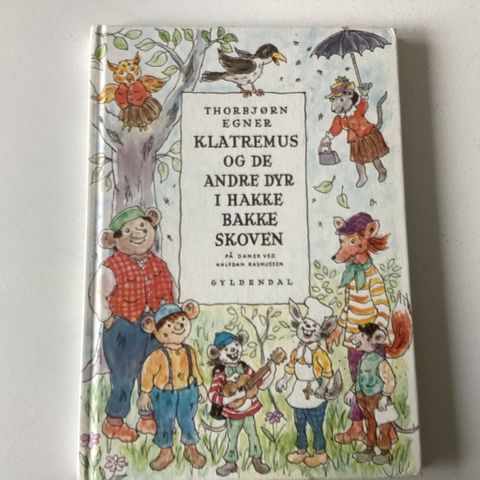 THORBJØRN
EGNER
KLATREMUS
OG DE
ANDRE DYR
I HAKKE
BAKKE
SKOVEN
PÅ DANSK VED
HALFDAN RASMUSSEN
GYLDENDAL